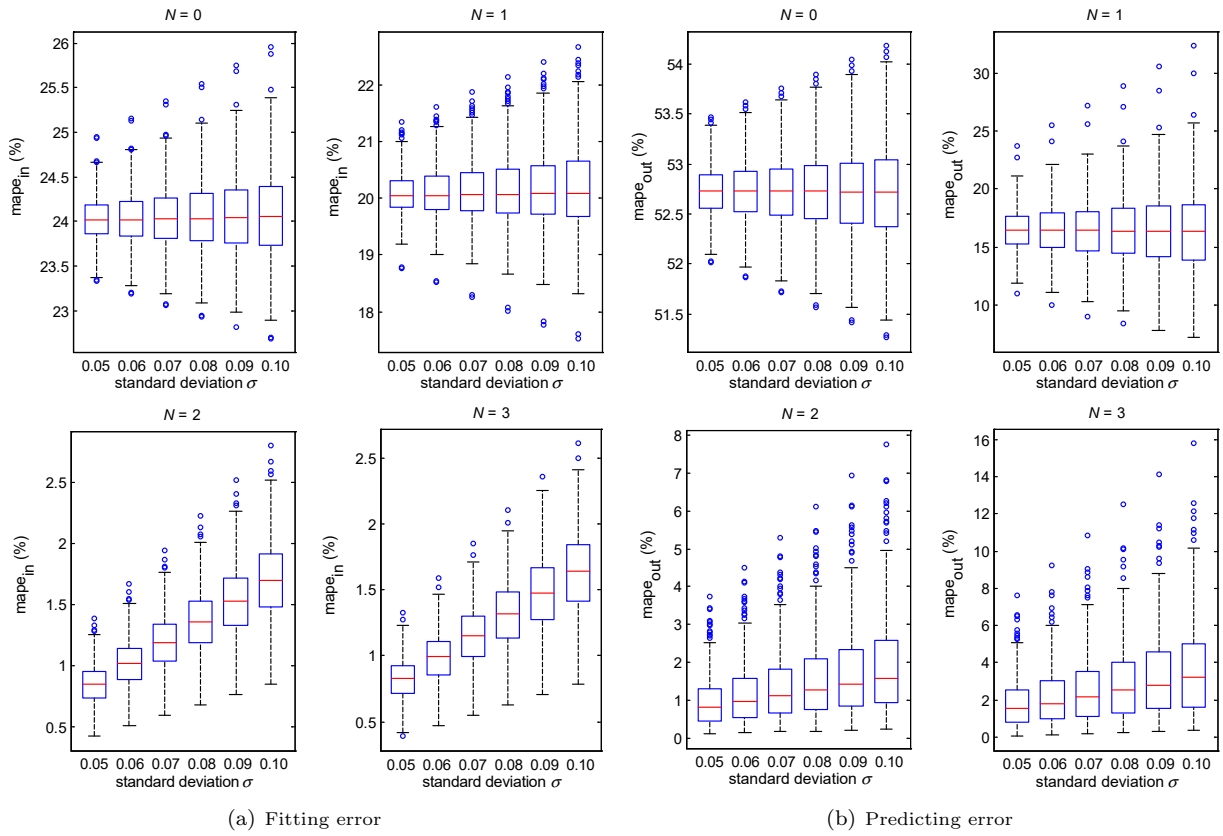 N = 0
26
25.5
25
24.5
24
23.5
23
mape_in (%)
0.05 0.06 0.07 0.08 0.09 0.10
standard deviation σ
N = 1
22
21
20
19
18
mape_in (%)
0.05 0.06 0.07 0.08 0.09 0.10
standard deviation σ
N = 2
2.5
2
1.5
1
0.5
mape_in (%)
0.05 0.06 0.07 0.08 0.09 0.10
standard deviation σ
N = 3
2.5
2
1.5
1
0.5
mape_in (%)
0.05 0.06 0.07 0.08 0.09 0.10
standard deviation σ
(a) Fitting error
N = 0
54
53.5
53
52.5
52
51.5
mape_out (%)
0.05 0.06 0.07 0.08 0.09 0.10
standard deviation σ
N = 1
30
25
20
15
10
mape_out (%)
0.05 0.06 0.07 0.08 0.09 0.10
standard deviation σ
N = 2
8
7
6
5
4
3
2
1
0
mape_out (%)
0.05 0.06 0.07 0.08 0.09 0.10
standard deviation σ
N = 3
16
14
12
10
8
6
4
2
0
mape_out (%)
0.05 0.06 0.07 0.08 0.09 0.10
standard deviation σ
(b) Predicting error